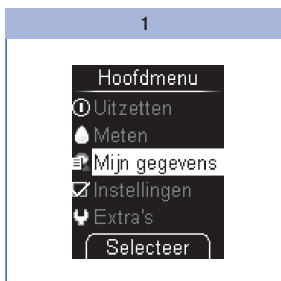 1
Hoofdmenu
Uitzetten
Meten
Mijn gegevens
Instellingen
Extra's
Selecteer